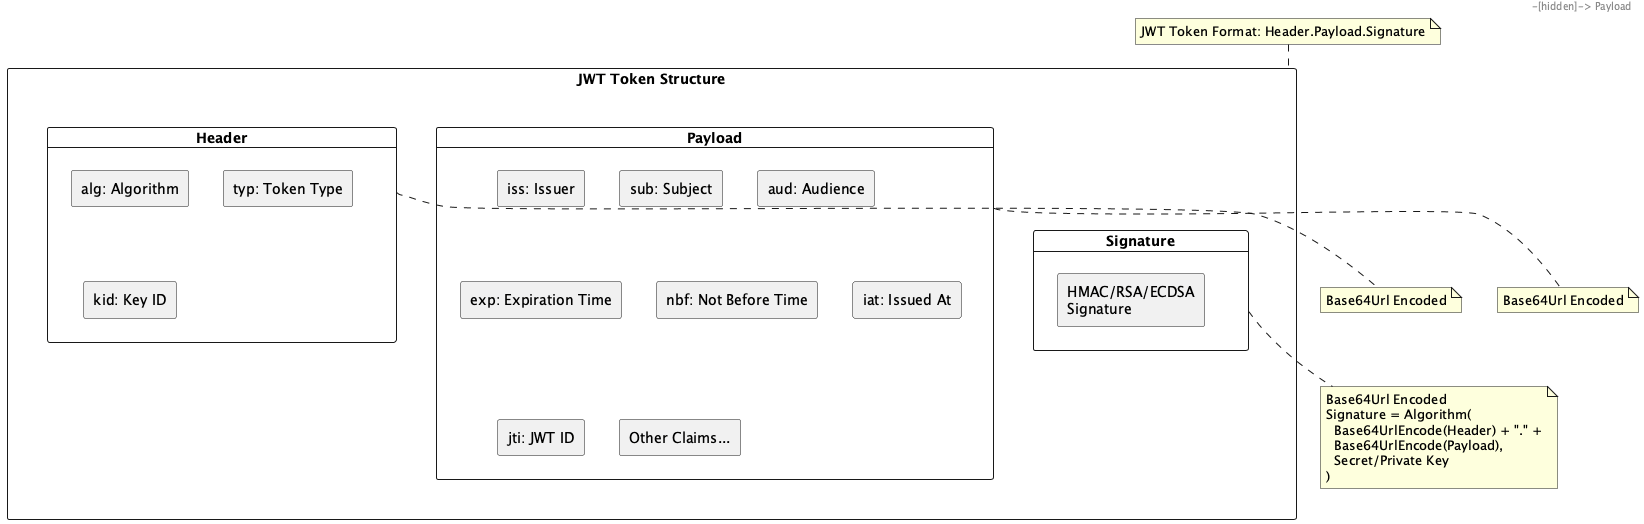 -[hidden]-> Payload
JWT Token Format: Header.Payload.Signature
JWT Token Structure
Header
alg: Algorithm
typ: Token Type
kid: Key ID
Payload
iss: Issuer
sub: Subject
aud: Audience
exp: Expiration Time
nbf: Not Before Time
iat: Issued At
jti: JWT ID
Other Claims...
Signature
HMAC/RSA/ECDSA
Signature
Base64Url Encoded
Base64Url Encoded
Base64Url Encoded
Signature = Algorithm(
Base64UrlEncode(Header) + "." +
Base64UrlEncode(Payload),
Secret/Private Key
)